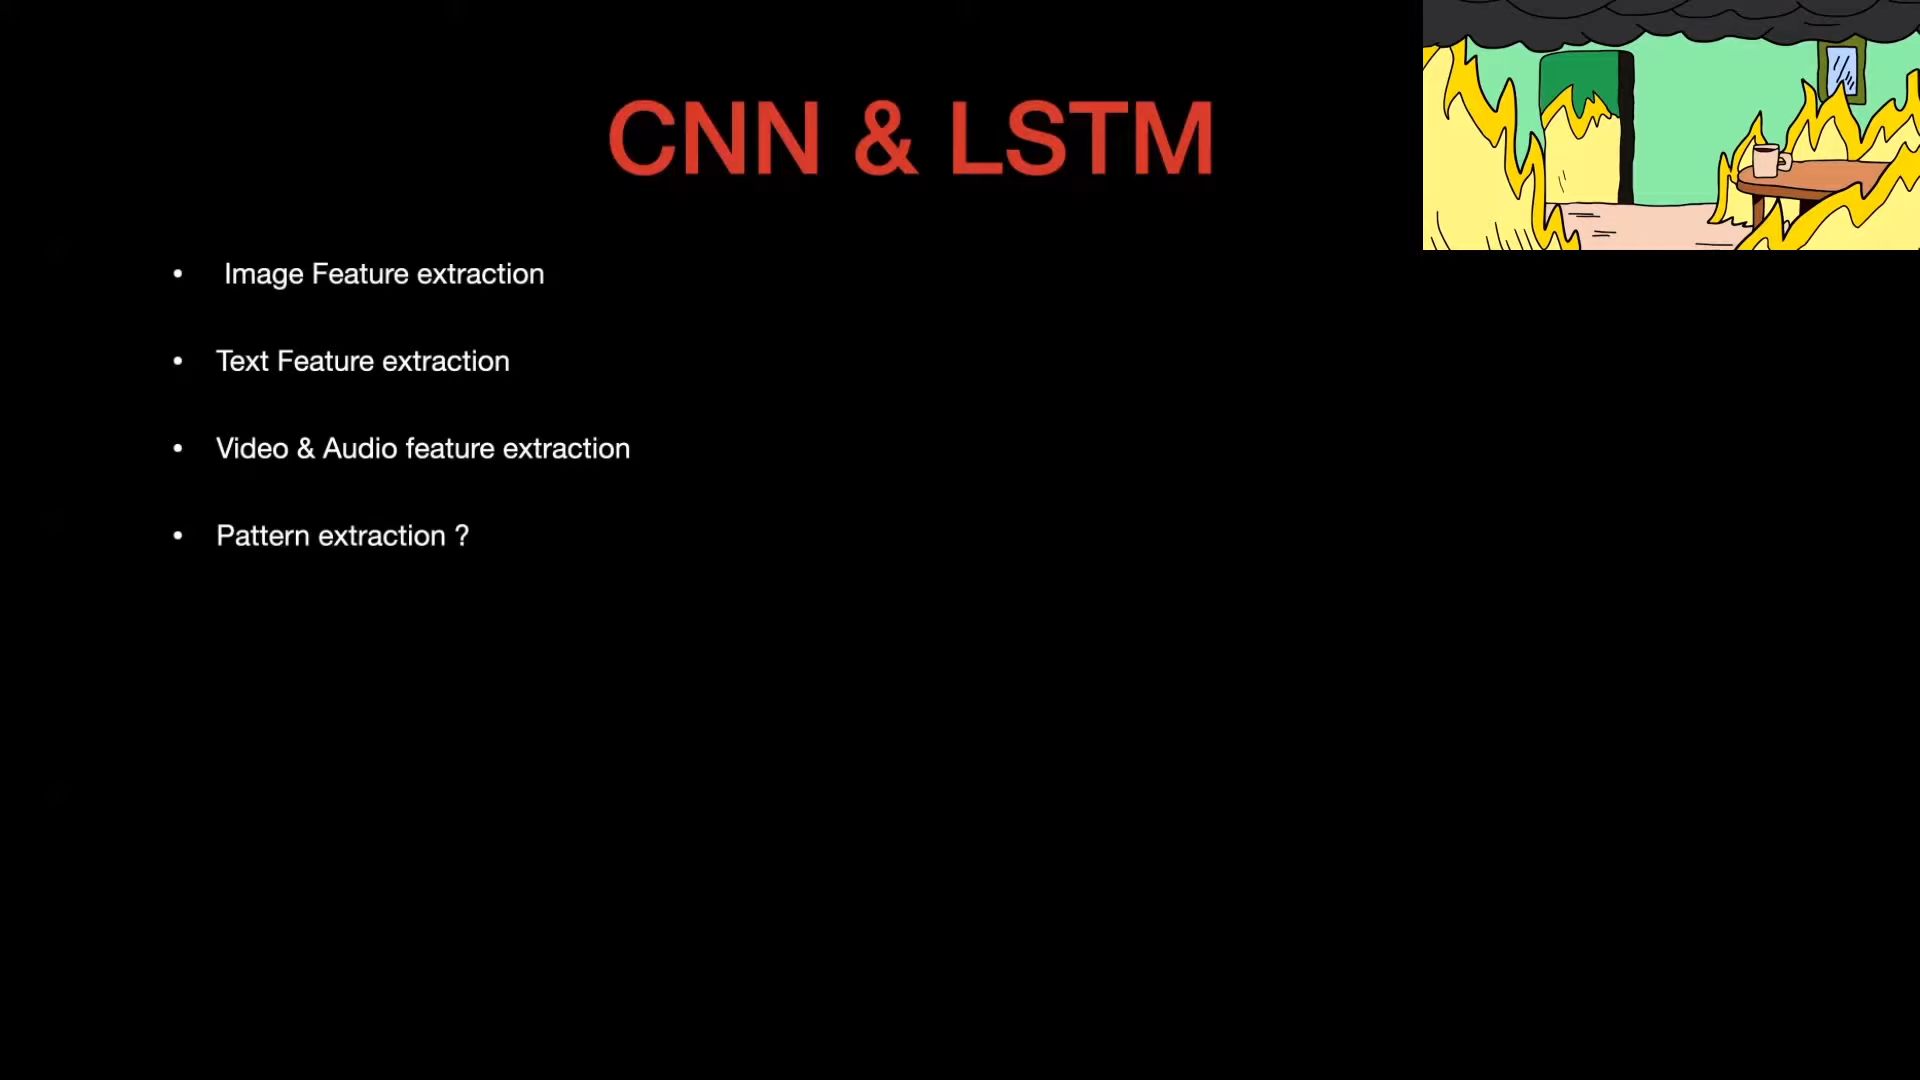 CNN & LSTM
• Image Feature extraction
• Text Feature extraction
• Video & Audio feature extraction
• Pattern extraction ?